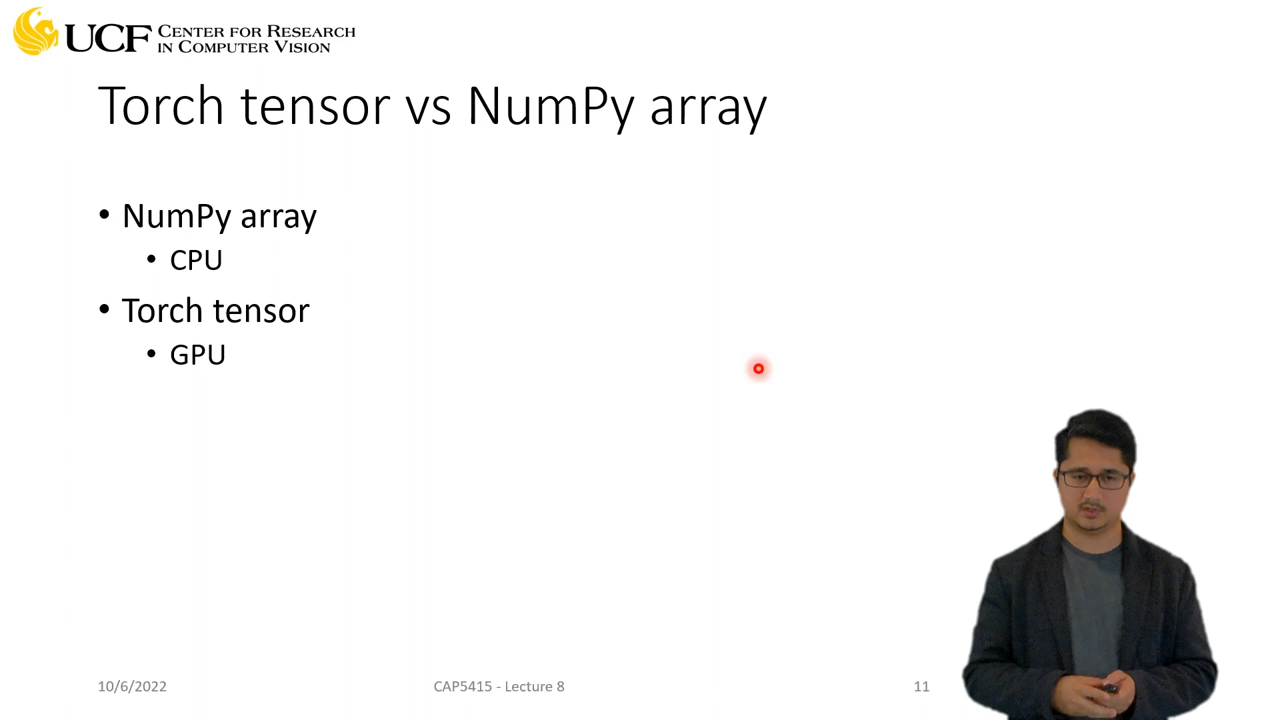 UCF CENTER FOR RESEARCH
IN COMPUTER VISION
Torch tensor vs NumPy array
• NumPy array
• CPU
• Torch tensor
• GPU
10/6/2022
CAP5415 - Lecture 8
11